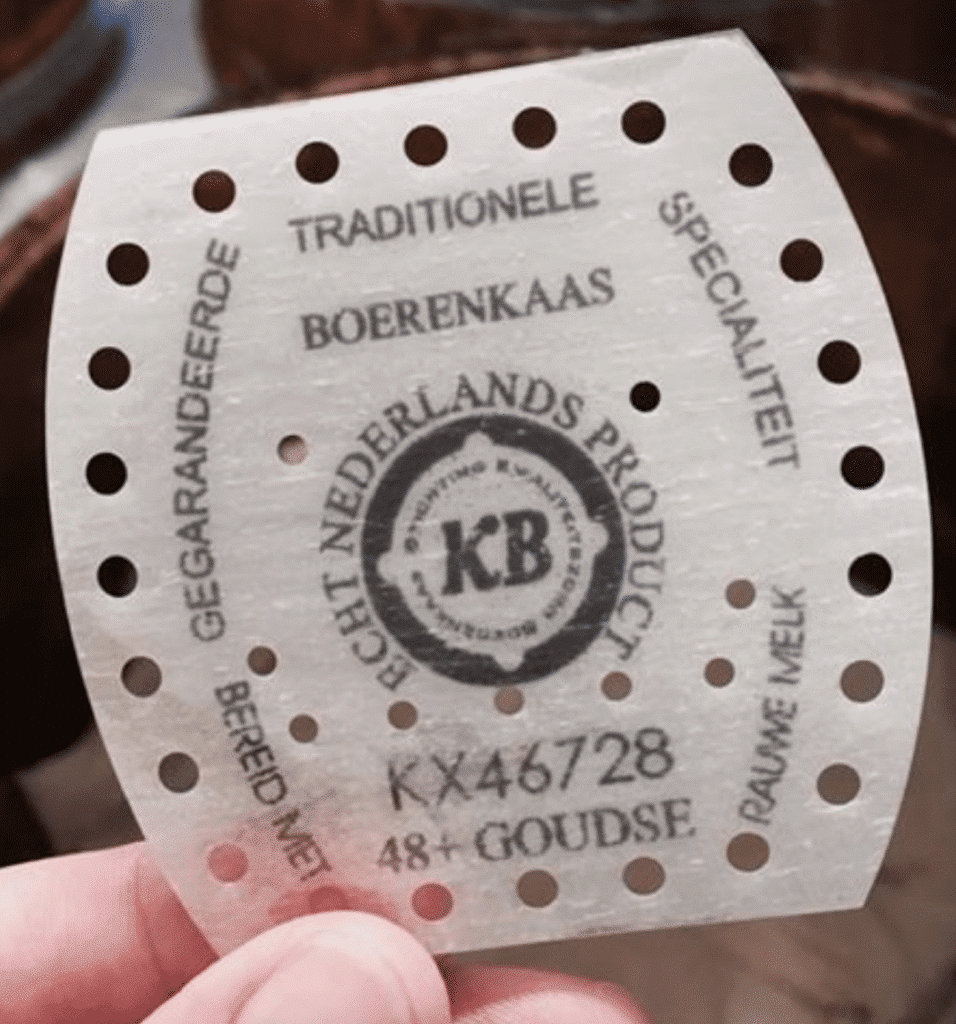 GEGARANDEERDE
TRADITIONELE
SPECIALITEIT
BOERENKAAS
ECHT NEDERLANDS PRODUCT
STICHTING KWALITEITSZORG BOERENKAAS
KB
KX46728
48+ GOUDSE
BEREID MET
RAUWE MELK